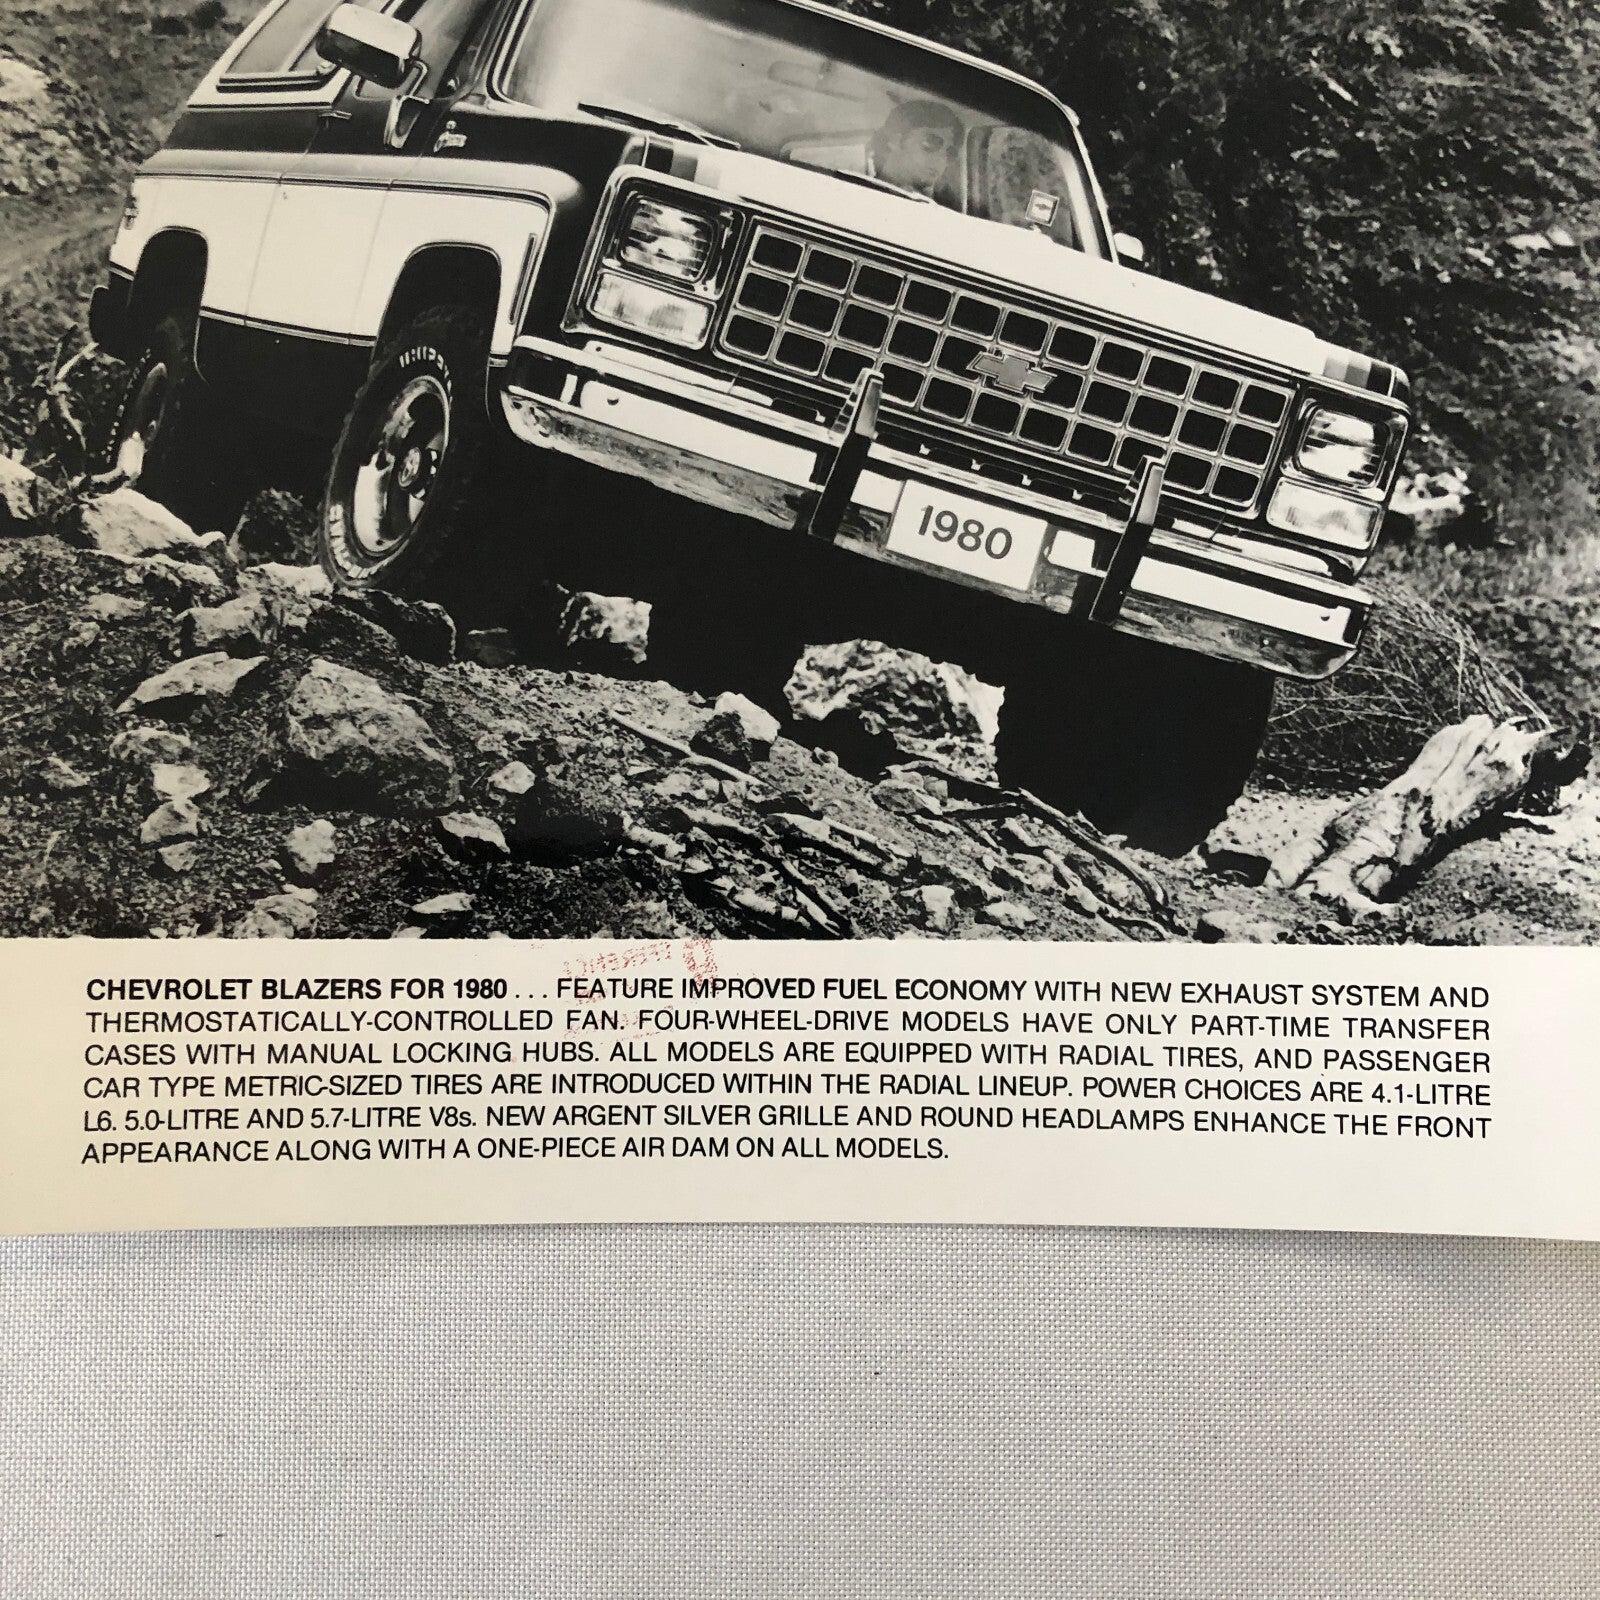 1980
CHEVROLET BLAZERS FOR 1980 . . . FEATURE IMPROVED FUEL ECONOMY WITH NEW EXHAUST SYSTEM AND
THERMOSTATICALLY-CONTROLLED FAN. FOUR-WHEEL-DRIVE MODELS HAVE ONLY PART-TIME TRANSFER
CASES WITH MANUAL LOCKING HUBS. ALL MODELS ARE EQUIPPED WITH RADIAL TIRES, AND PASSENGER
CAR TYPE METRIC-SIZED TIRES ARE INTRODUCED WITHIN THE RADIAL LINEUP. POWER CHOICES ARE 4.1-LITRE
L6. 5.0-LITRE AND 5.7-LITRE V8s. NEW ARGENT SILVER GRILLE AND ROUND HEADLAMPS ENHANCE THE FRONT
APPEARANCE ALONG WITH A ONE-PIECE AIR DAM ON ALL MODELS.